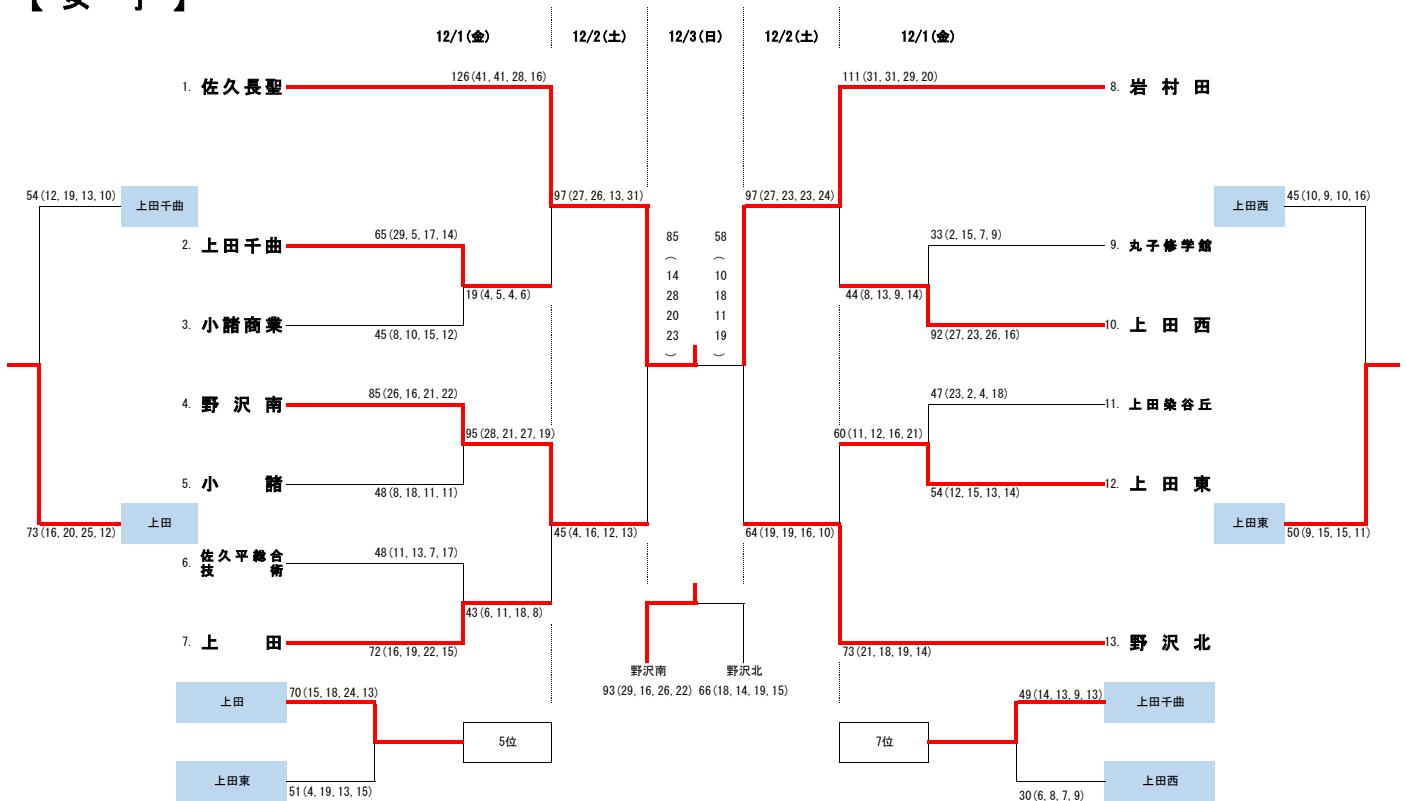 【 女 子 】
12/1(金)
12/2(土)
12/3(日)
12/2(土)
12/1(金)
126(41, 41, 28, 16)
111(31, 31, 29, 20)
1. 佐久長聖
8. 岩村田
54(12, 19, 13, 10)
上田千曲
97(27, 26, 13, 31)
97(27, 23, 23, 24)
上田西
45(10, 9, 10, 16)
65(29, 5, 17, 14)
2. 上田千曲
19(4, 5, 4, 6)
3. 小諸商業
45(8, 10, 15, 12)
85
︵
14
28
20
23
︶
58
︵
10
18
11
19
︶
33(2, 15, 7, 9)
9. 丸子修学館
44(8, 13, 9, 14)
10. 上田西
92(27, 23, 26, 16)
85(26, 16, 21, 22)
4. 野沢南
95(28, 21, 27, 19)
5. 小諸
48(8, 18, 11, 11)
47(23, 2, 4, 18)
11. 上田染谷丘
60(11, 12, 16, 21)
12. 上田東
54(12, 15, 13, 14)
上田
73(16, 20, 25, 12)
45(4, 16, 12, 13)
64(19, 19, 16, 10)
上田東
50(9, 15, 15, 11)
48(11, 13, 7, 17)
6. 佐久平総合
技術
43(6, 11, 18, 8)
7. 上田
72(16, 19, 22, 15)
13. 野沢北
73(21, 18, 19, 14)
野沢南
野沢北
93(29, 16, 26, 22)
66(18, 14, 19, 15)
上田
70(15, 18, 24, 13)
5位
上田東
51(4, 19, 13, 15)
49(14, 13, 9, 13)
上田千曲
7位
上田西
30(6, 8, 7, 9)